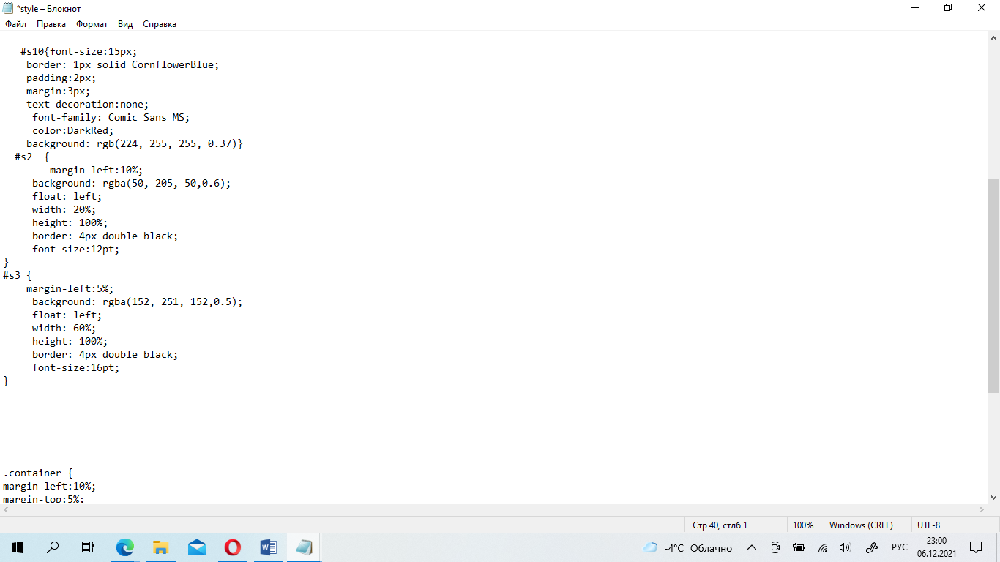 *style – Блокнот
Файл Правка Формат Вид Справка
#s10{font-size:15px;
border: 1px solid CornflowerBlue;
padding:2px;
margin:3px;
text-decoration:none;
font-family: Comic Sans MS;
color:DarkRed;
background: rgb(224, 255, 255, 0.37)}
#s2  {
margin-left:10%;
background: rgba(50, 205, 50,0.6);
float: left;
width: 20%;
height: 100%;
border: 4px double black;
font-size:12pt;
}
#s3 {
margin-left:5%;
background: rgba(152, 251, 152,0.5);
float: left;
width: 60%;
height: 100%;
border: 4px double black;
font-size:16pt;
}
.container {
margin-left:10%;
margin-top:5%;
Стр 40, стлб 1 100% Windows (CRLF) UTF-8
-4°C Облачно РУС 23:00
06.12.2021